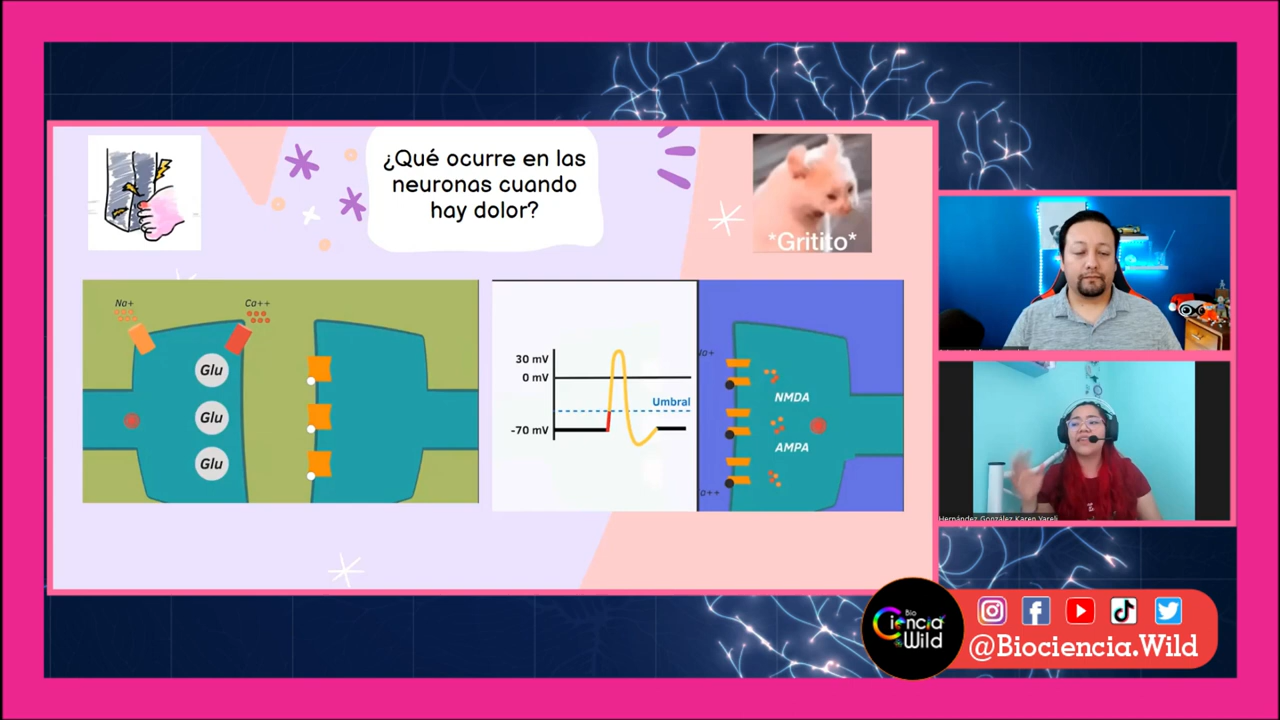 ¿Qué ocurre en las
neuronas cuando
hay dolor?
*Gritito*
Na+
Ca++
Glu
Glu
Glu
30 mV
0 mV
Umbral
-70 mV
NMDA
AMPA
Hernández González Karen Yareli
Bio
Ciencia
Wild
@Biociencia.Wild